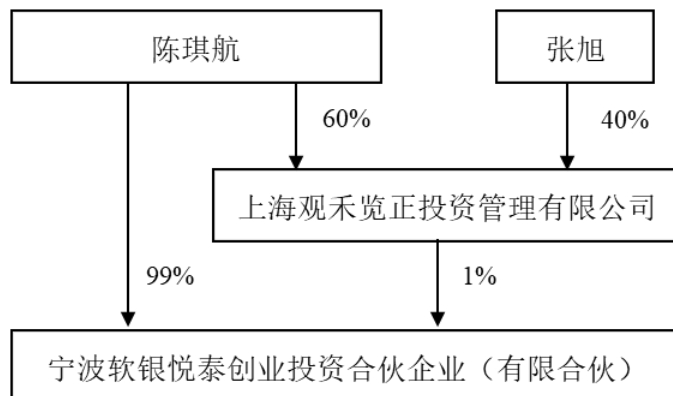 陈琪航
张旭
60%
40%
上海观禾览正投资管理有限公司
99%
1%
宁波软银悦泰创业投资合伙企业（有限合伙）